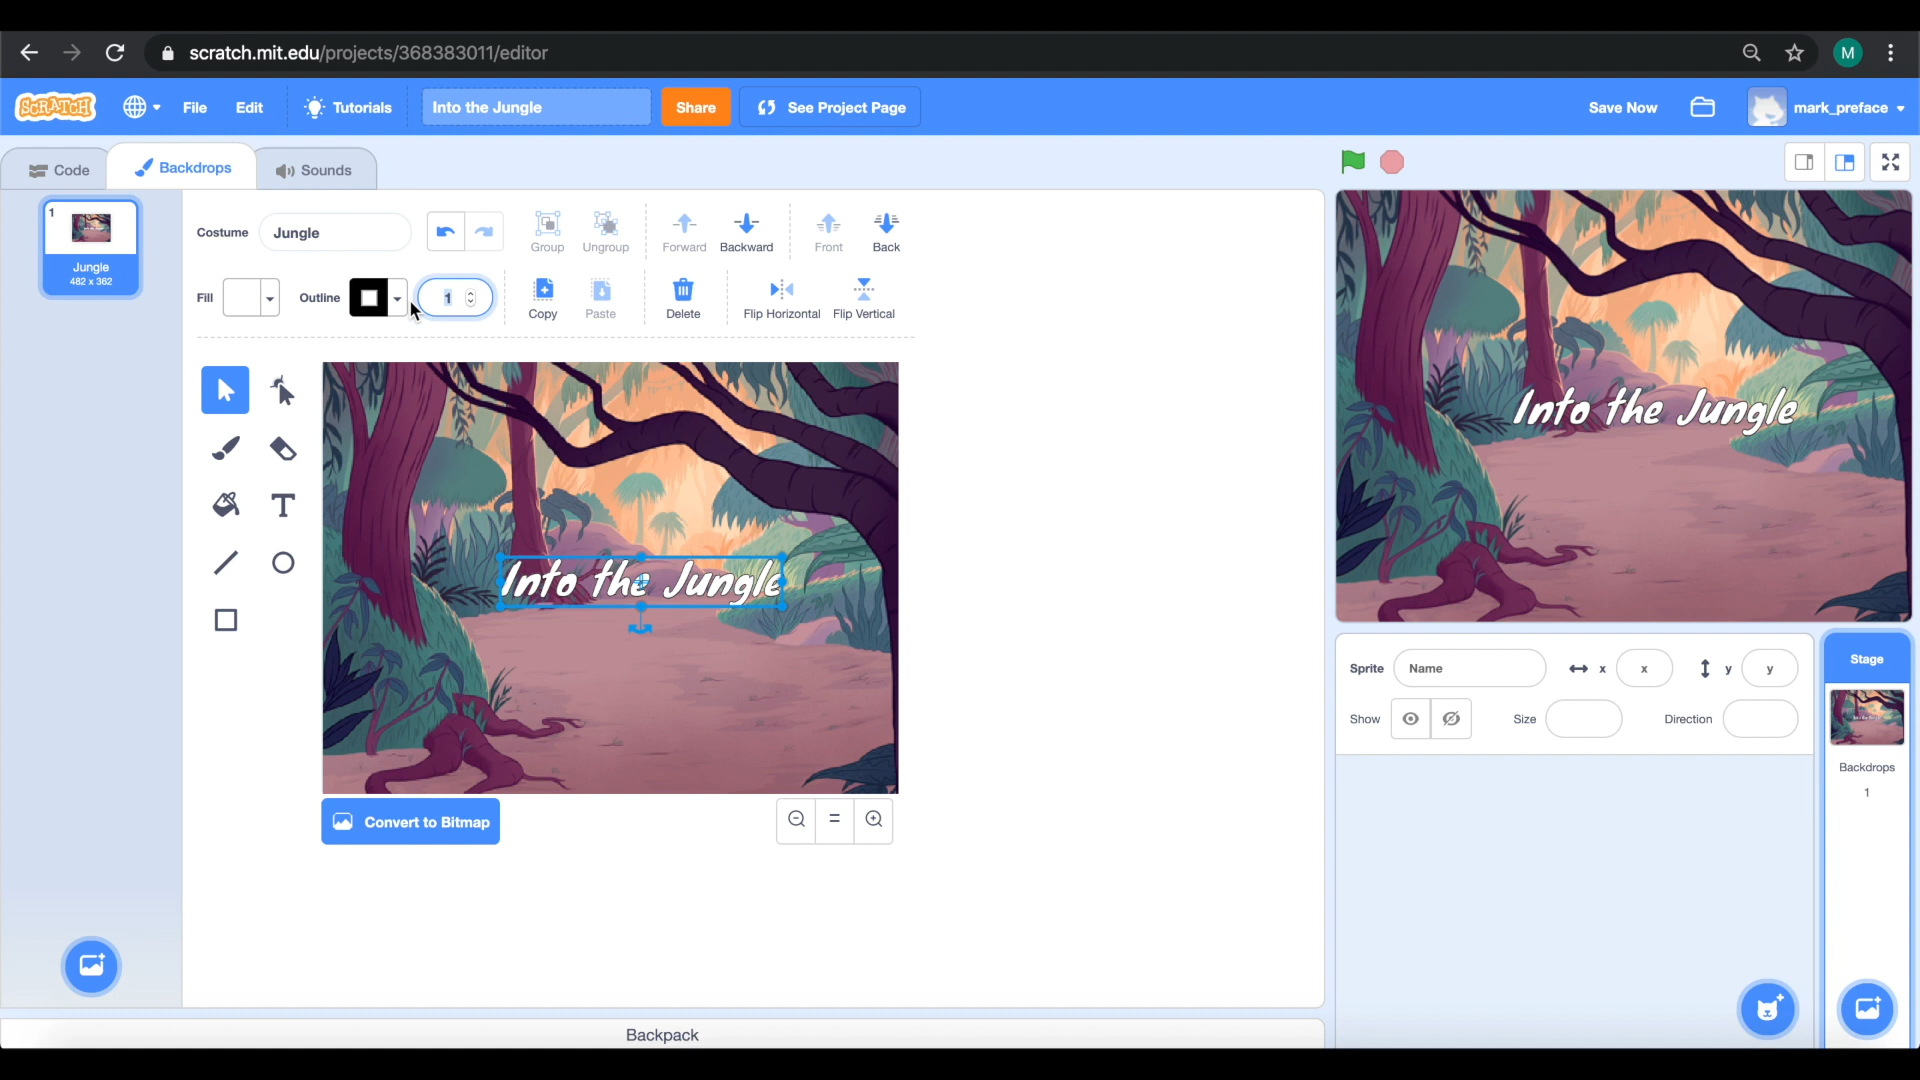 scratch.mit.edu/projects/368383011/editor
M
SCRATCH
File
Edit
Tutorials
Into the Jungle
Share
See Project Page
Save Now
mark_preface
Code
Backdrops
Sounds
1
Jungle
482 x 362
Costume
Jungle
Group
Ungroup
Forward
Backward
Front
Back
Fill
Outline
1
Copy
Paste
Delete
Flip Horizontal
Flip Vertical
T
Into the Jungle
Convert to Bitmap
Into the Jungle
Sprite
Name
x
x
y
y
Show
Size
Direction
Stage
Backdrops
1
Backpack